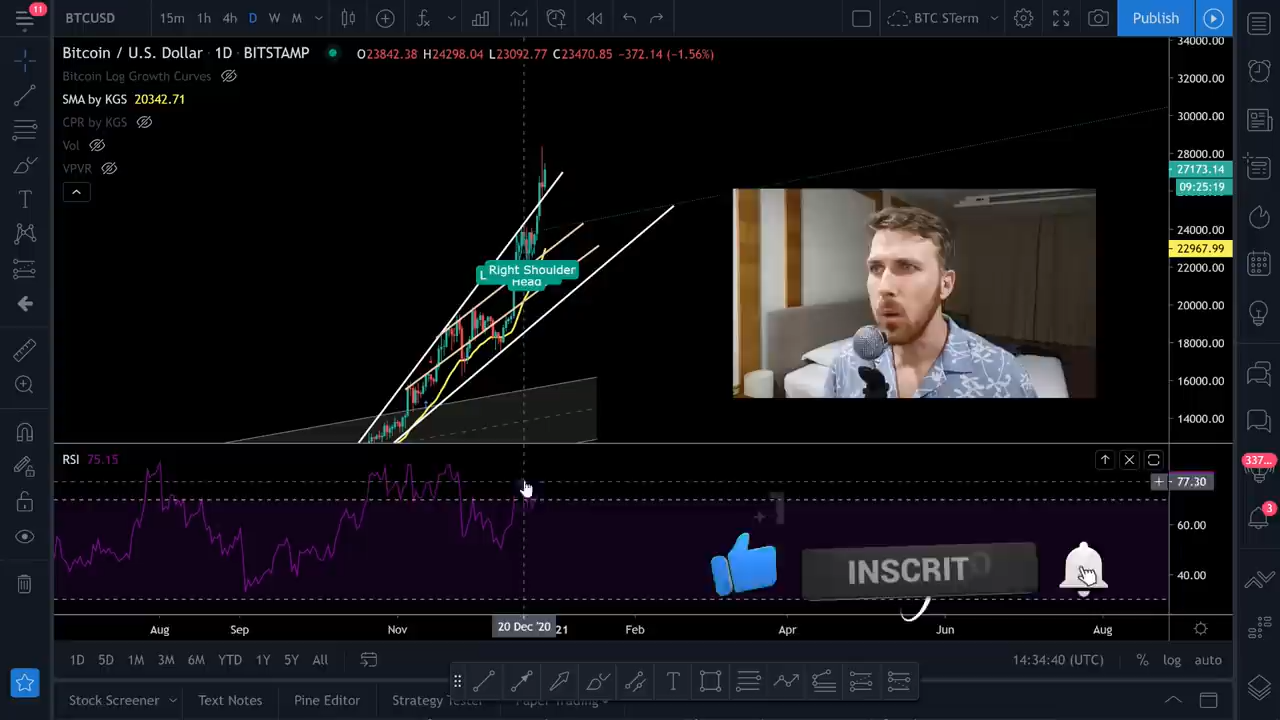 11
BTCUSD
15m 1h 4h D W M
BTC STerm
Publish
Bitcoin / U.S. Dollar · 1D · BITSTAMP
O23842.38 H24298.04 L23092.77 C23470.85 −372.14 (−1.56%)
Bitcoin Log Growth Curves
SMA by KGS 20342.71
CPR by KGS
Vol
VPVR
34000.00
32000.00
30000.00
28000.00
27173.14
09:25:19
24000.00
22967.99
22000.00
20000.00
18000.00
16000.00
14000.00
L Right Shoulder
Head
RSI 75.15
77.30
60.00
40.00
337...
3
INSCRIT
Aug Sep Nov 20 Dec '20 21 Feb Apr Jun Aug
1D 5D 1M 3M 6M YTD 1Y 5Y All
14:34:40 (UTC) % log auto
Stock Screener Text Notes Pine Editor Strategy Tester Paper Trading